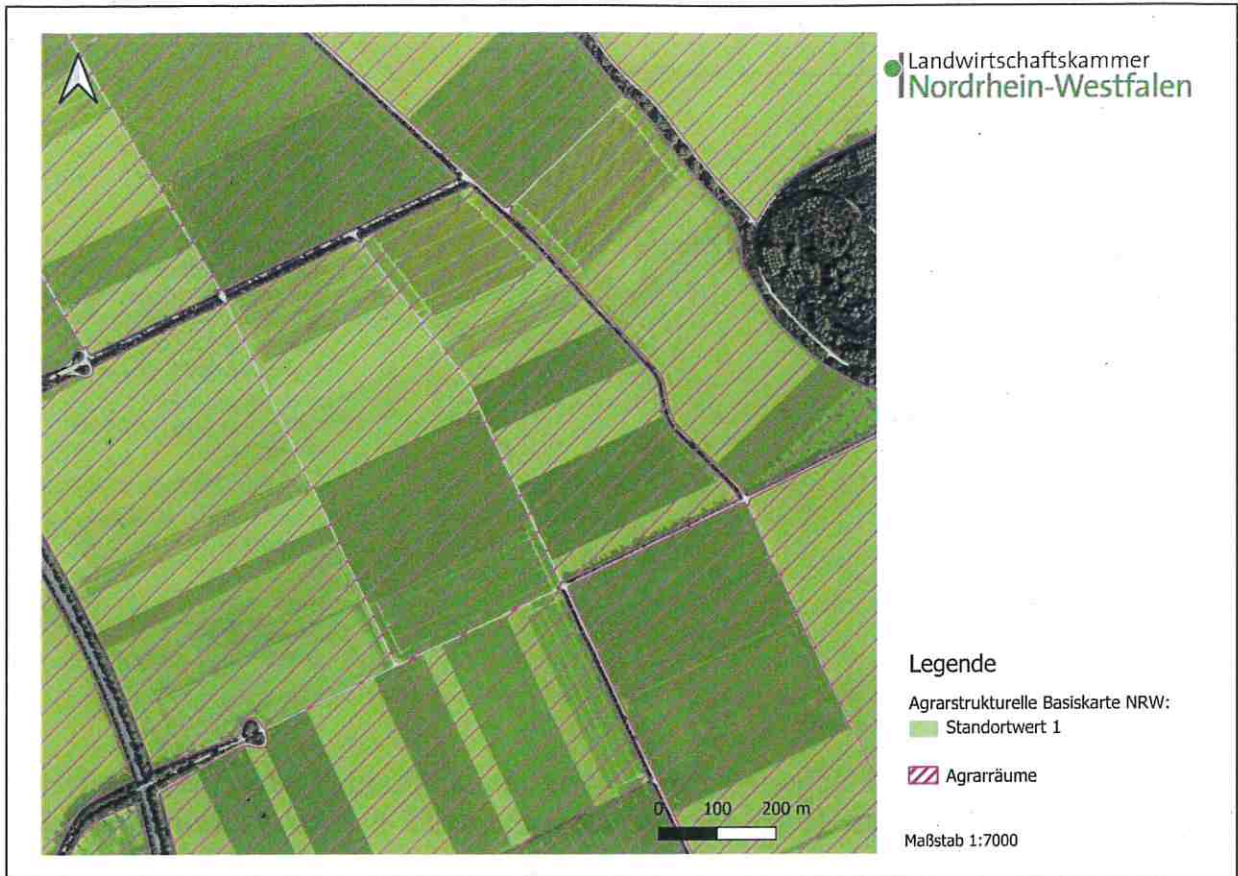 Landwirtschaftskammer
Nordrhein-Westfalen
Legende
Agrarstrukturelle Basiskarte NRW:
Standortwert 1
Agrarräume
0 100 200 m
Maßstab 1:7000